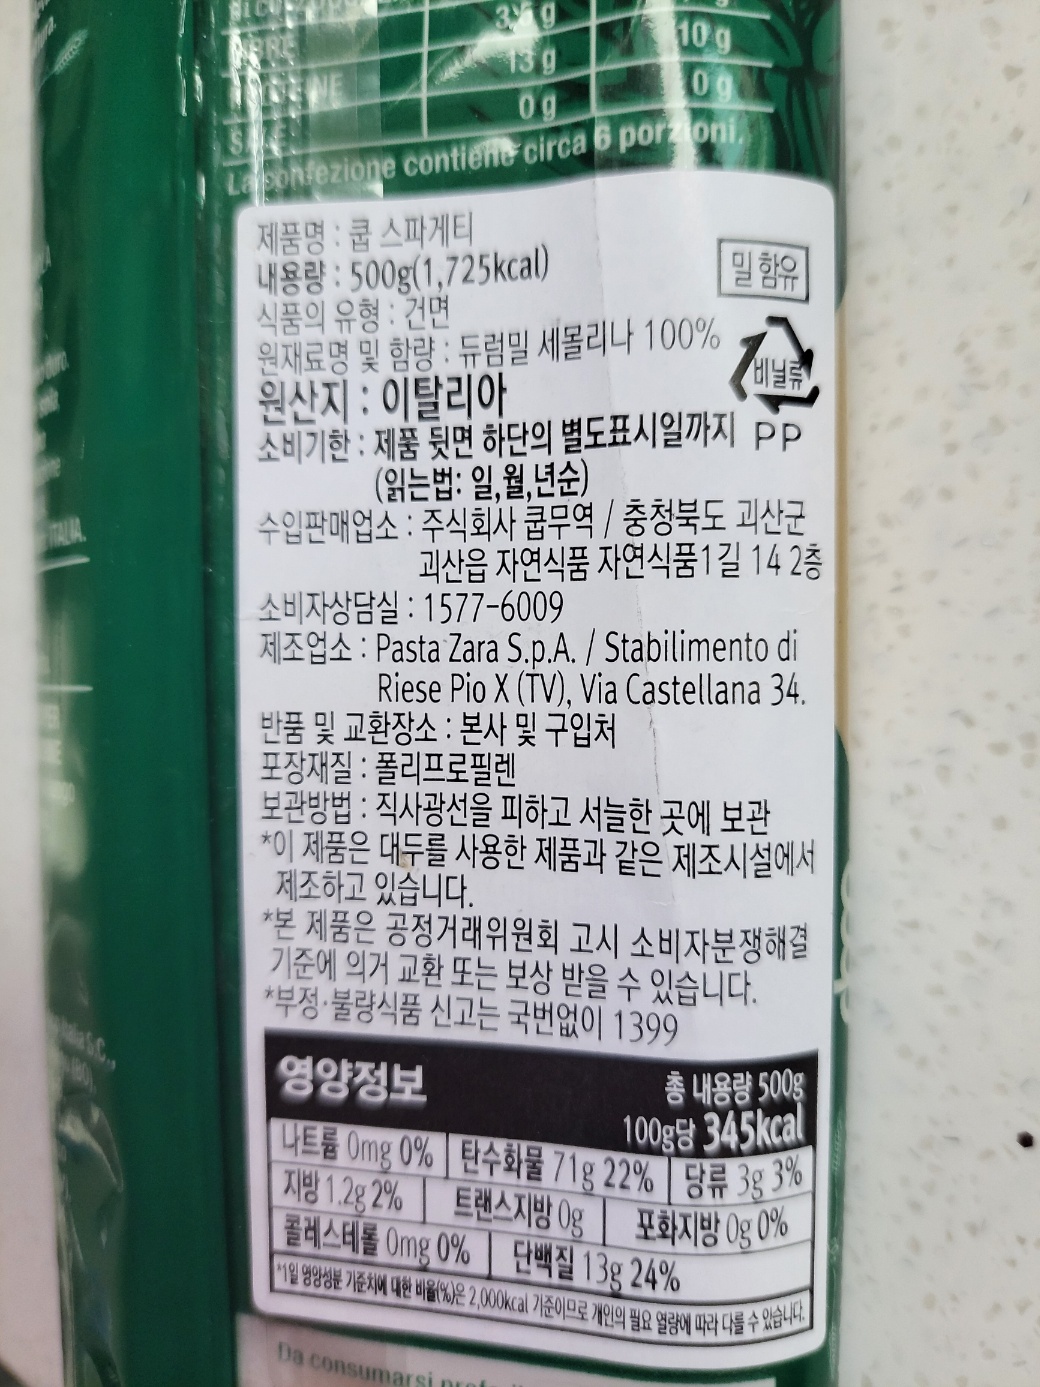 3,5 g
FIBRE
10 g
13 g
0 g
0 g
SALE
La confezione contiene circa 6 porzioni.
제품명 : 쿱 스파게티
내용량 : 500g(1,725kcal)
밀 함유
식품의 유형 : 건면
원재료명 및 함량 : 듀럼밀 세몰리나 100%
비닐류
PP
원산지 : 이탈리아
소비기한 : 제품 뒷면 하단의 별도표시일까지
(읽는법: 일,월,년순)
수입판매업소 : 주식회사 쿱무역 / 충청북도 괴산군
괴산읍 자연식품 자연식품1길 14 2층
소비자상담실 : 1577-6009
제조업소 : Pasta Zara S.p.A. / Stabilimento di
Riese Pio X (TV), Via Castellana 34.
반품 및 교환장소 : 본사 및 구입처
포장재질 : 폴리프로필렌
보관방법 : 직사광선을 피하고 서늘한 곳에 보관
*이 제품은 대두를 사용한 제품과 같은 제조시설에서
제조하고 있습니다.
*본 제품은 공정거래위원회 고시 소비자분쟁해결
기준에 의거 교환 또는 보상 받을 수 있습니다.
*부정·불량식품 신고는 국번없이 1399
영양정보
총 내용량 500g
100g당 345kcal
나트륨 0mg 0% 탄수화물 71g 22% 당류 3g 3%
지방 1.2g 2% 트랜스지방 0g 포화지방 0g 0%
콜레스테롤 0mg 0% 단백질 13g 24%
*1일 영양성분 기준치에 대한 비율(%)은 2,000kcal 기준이므로 개인의 필요 열량에 따라 다를 수 있습니다.
Da consumarsi
ITALIA.